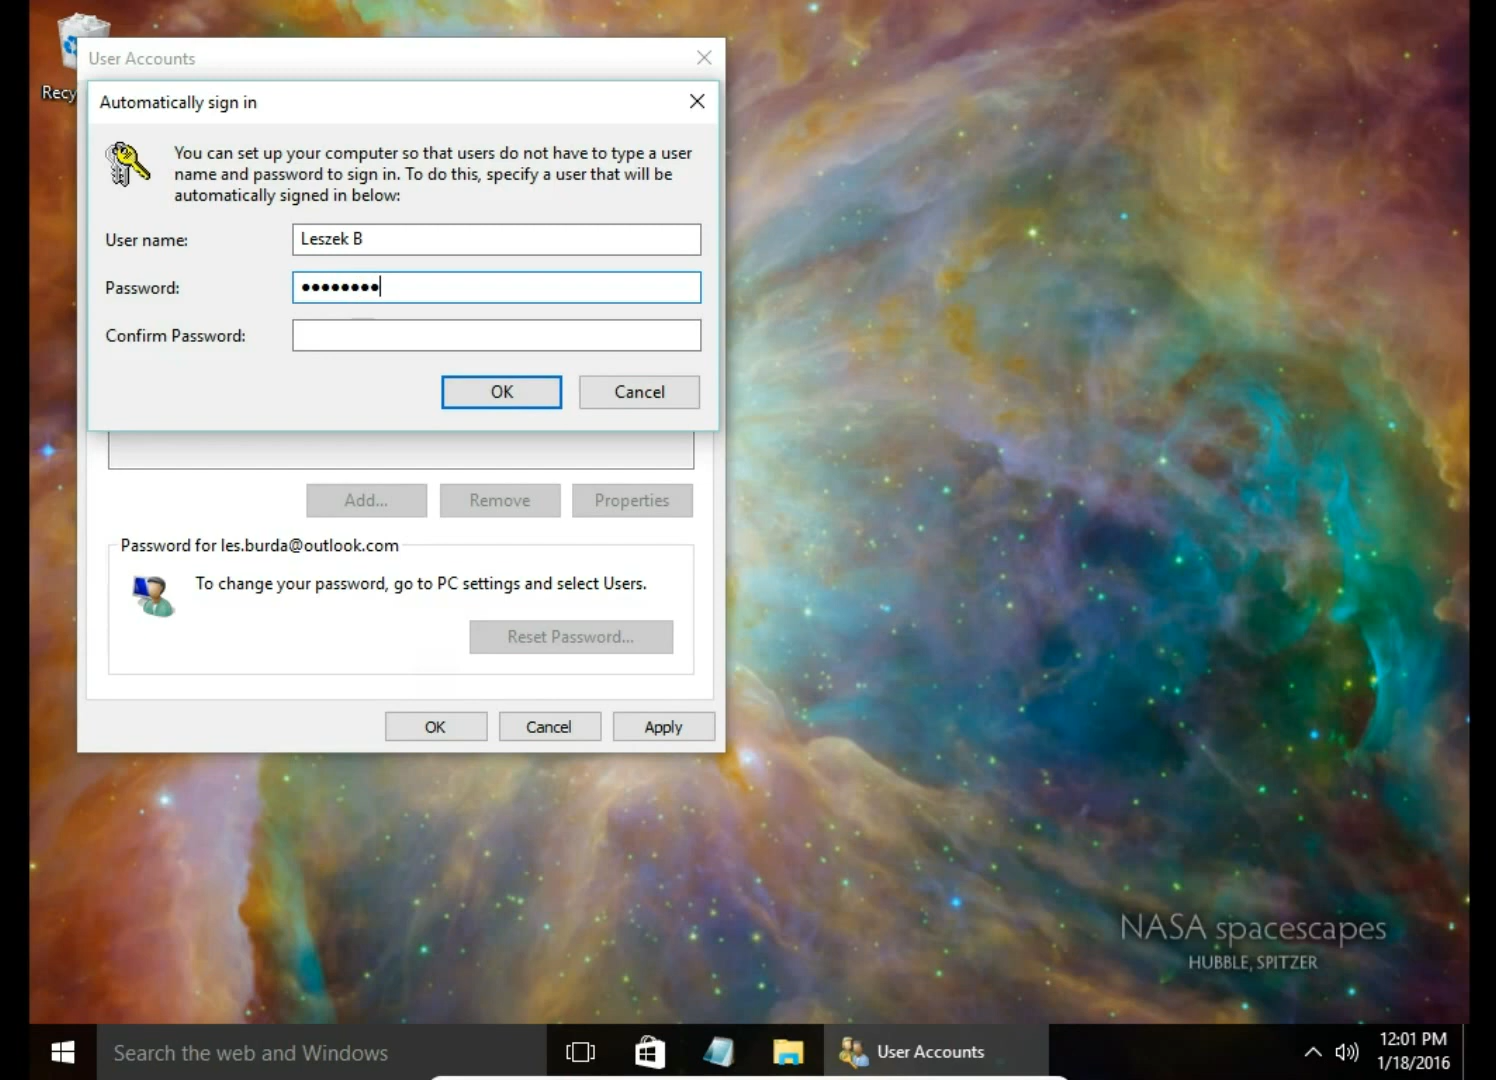 Recy
User Accounts
Automatically sign in
You can set up your computer so that users do not have to type a user
name and password to sign in. To do this, specify a user that will be
automatically signed in below:
User name:
Leszek B
Password:
••••••••
Confirm Password:
OK
Cancel
Add...
Remove
Properties
Password for les.burda@outlook.com
To change your password, go to PC settings and select Users.
Reset Password...
OK
Cancel
Apply
NASA spacescapes
HUBBLE, SPITZER
Search the web and Windows
User Accounts
12:01 PM
1/18/2016